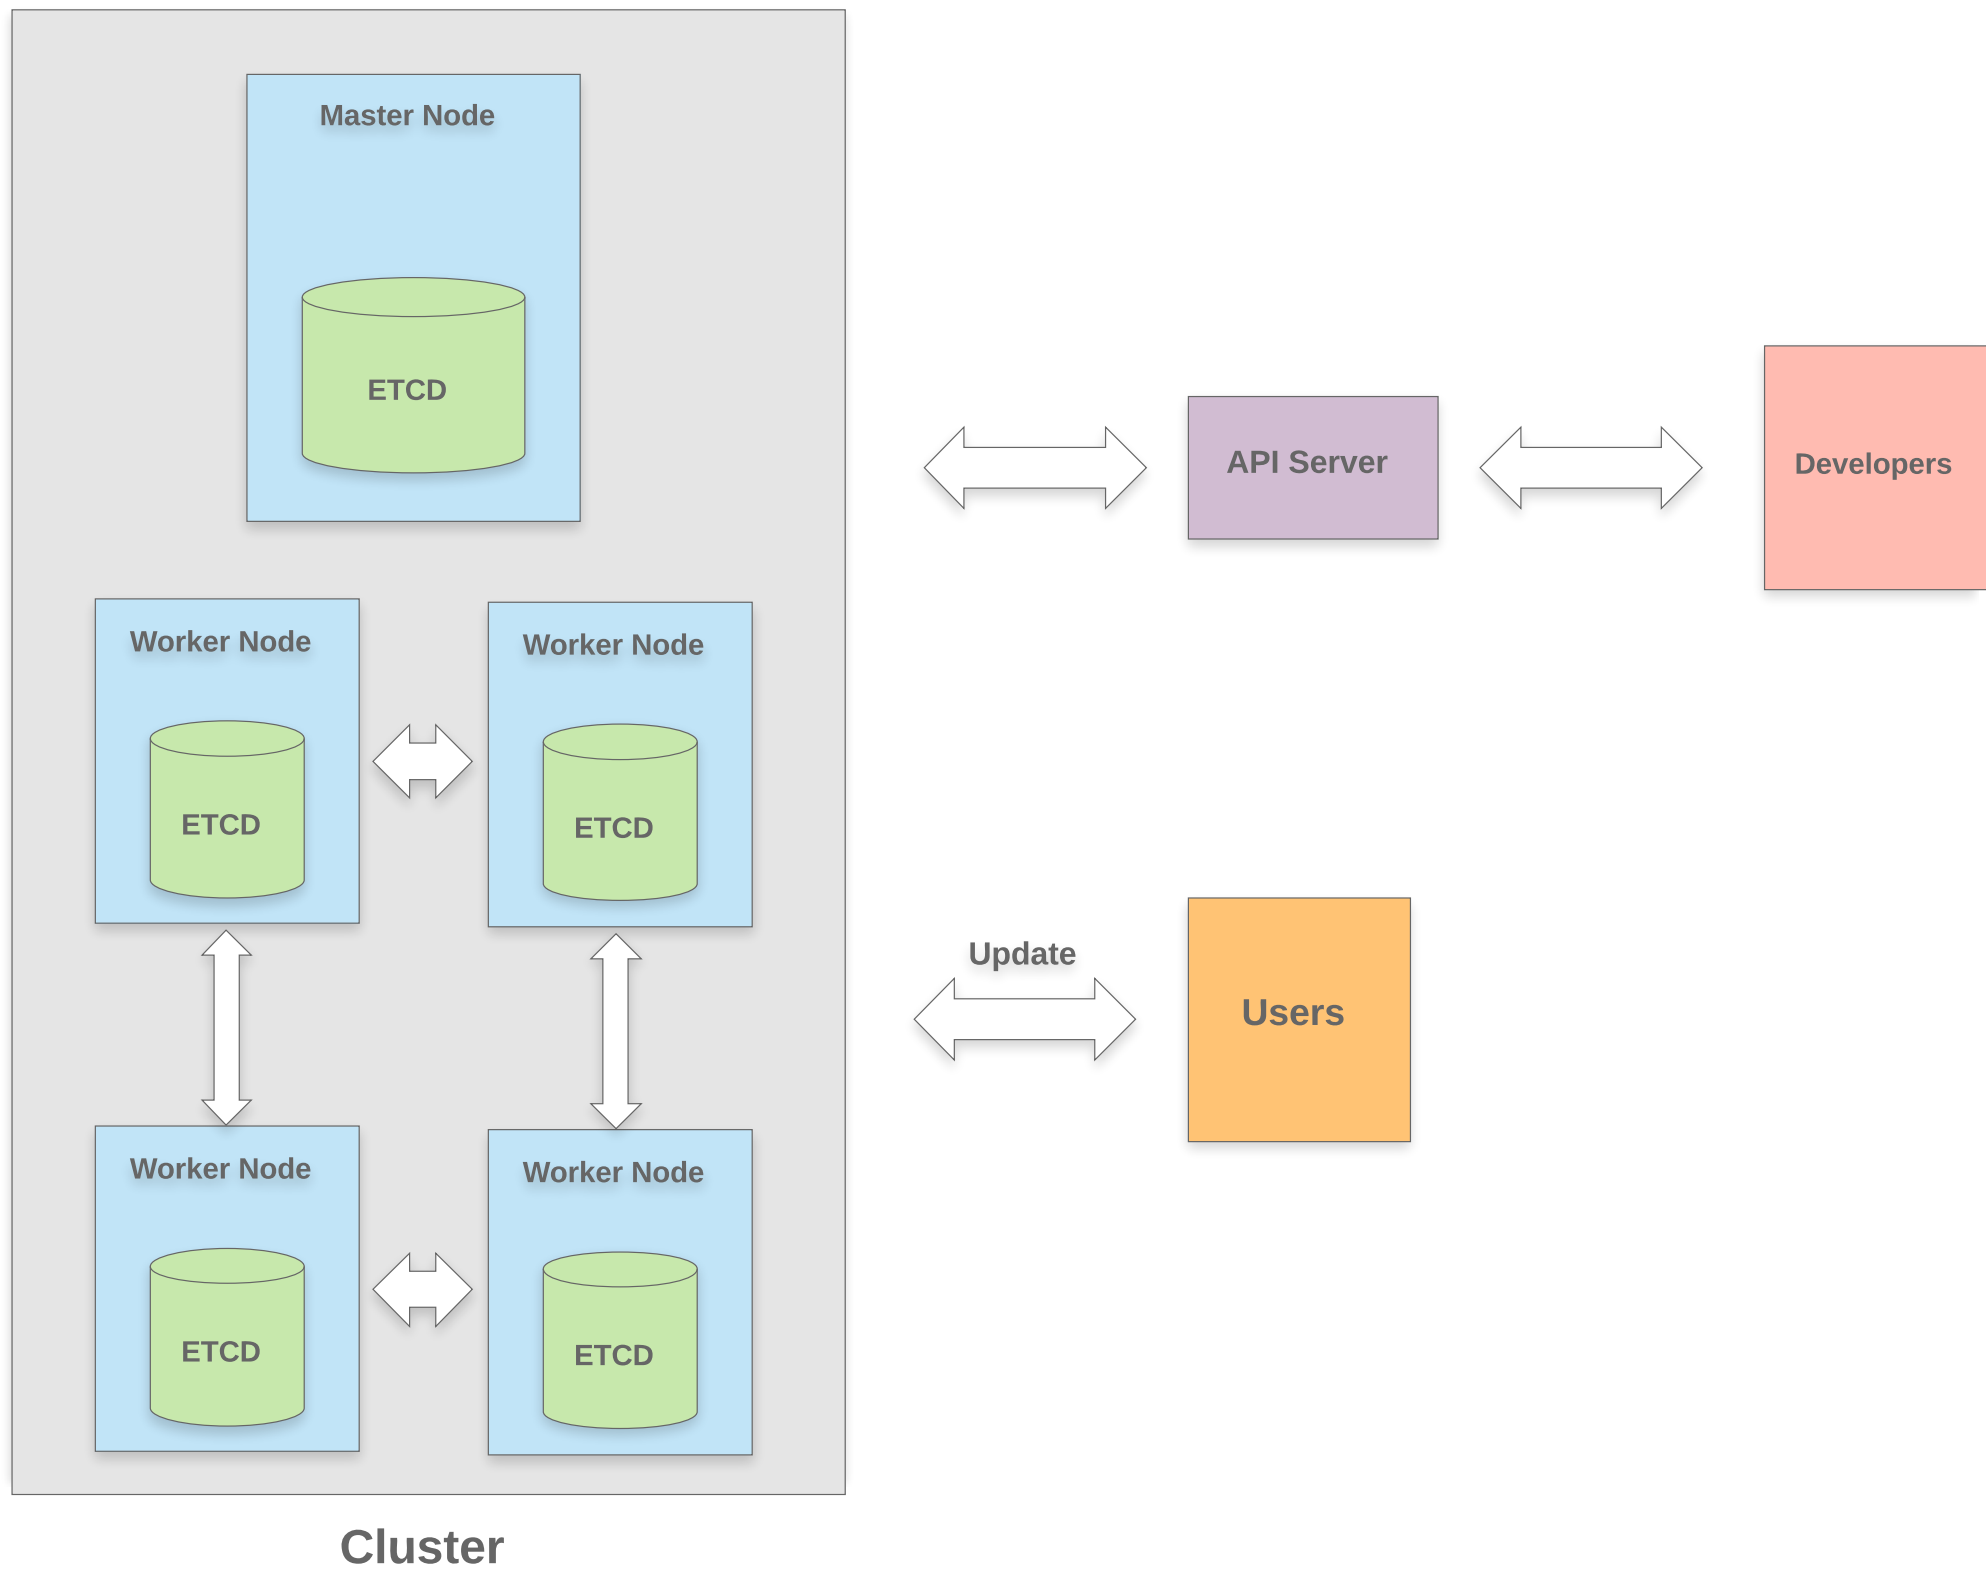 Master Node
ETCD
API Server
Developers
Worker Node
Worker Node
ETCD
ETCD
Update
Users
Worker Node
Worker Node
ETCD
ETCD
Cluster